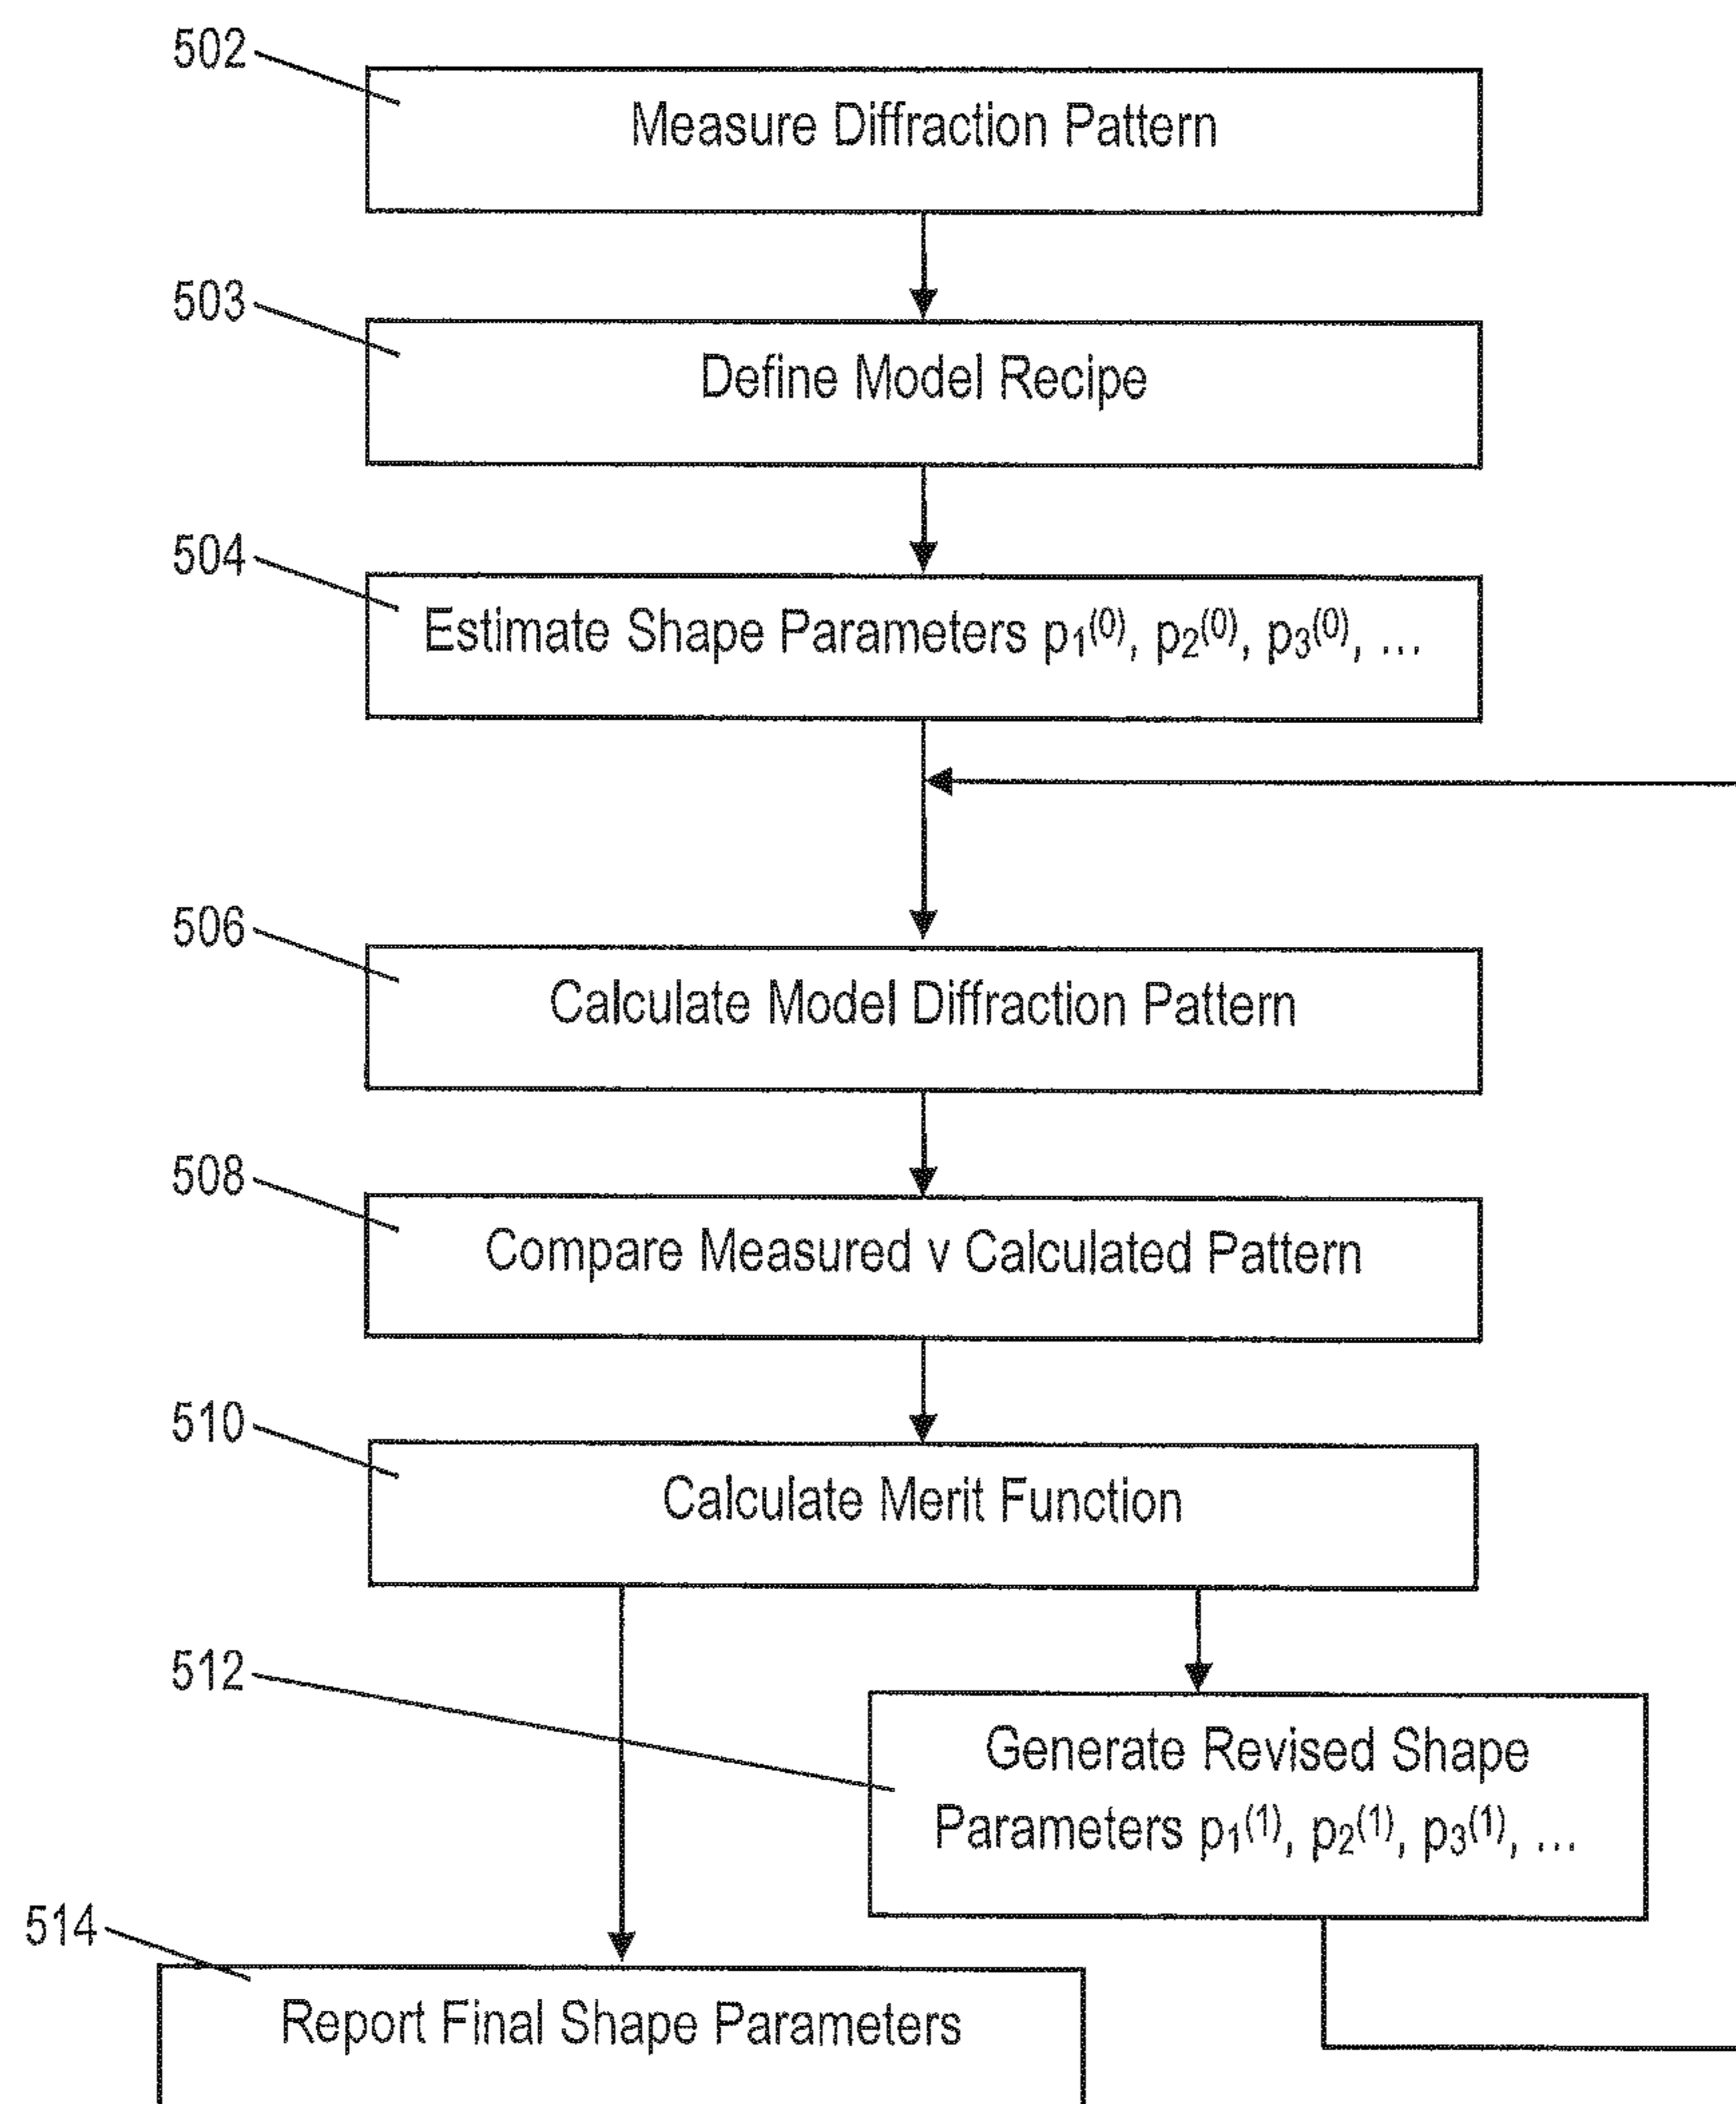 502
Measure Diffraction Pattern
503
Define Model Recipe
504
Estimate Shape Parameters p₁⁽⁰⁾, p₂⁽⁰⁾, p₃⁽⁰⁾, ...
506
Calculate Model Diffraction Pattern
508
Compare Measured v Calculated Pattern
510
Calculate Merit Function
512
Generate Revised Shape
Parameters p₁⁽¹⁾, p₂⁽¹⁾, p₃⁽¹⁾, ...
514
Report Final Shape Parameters